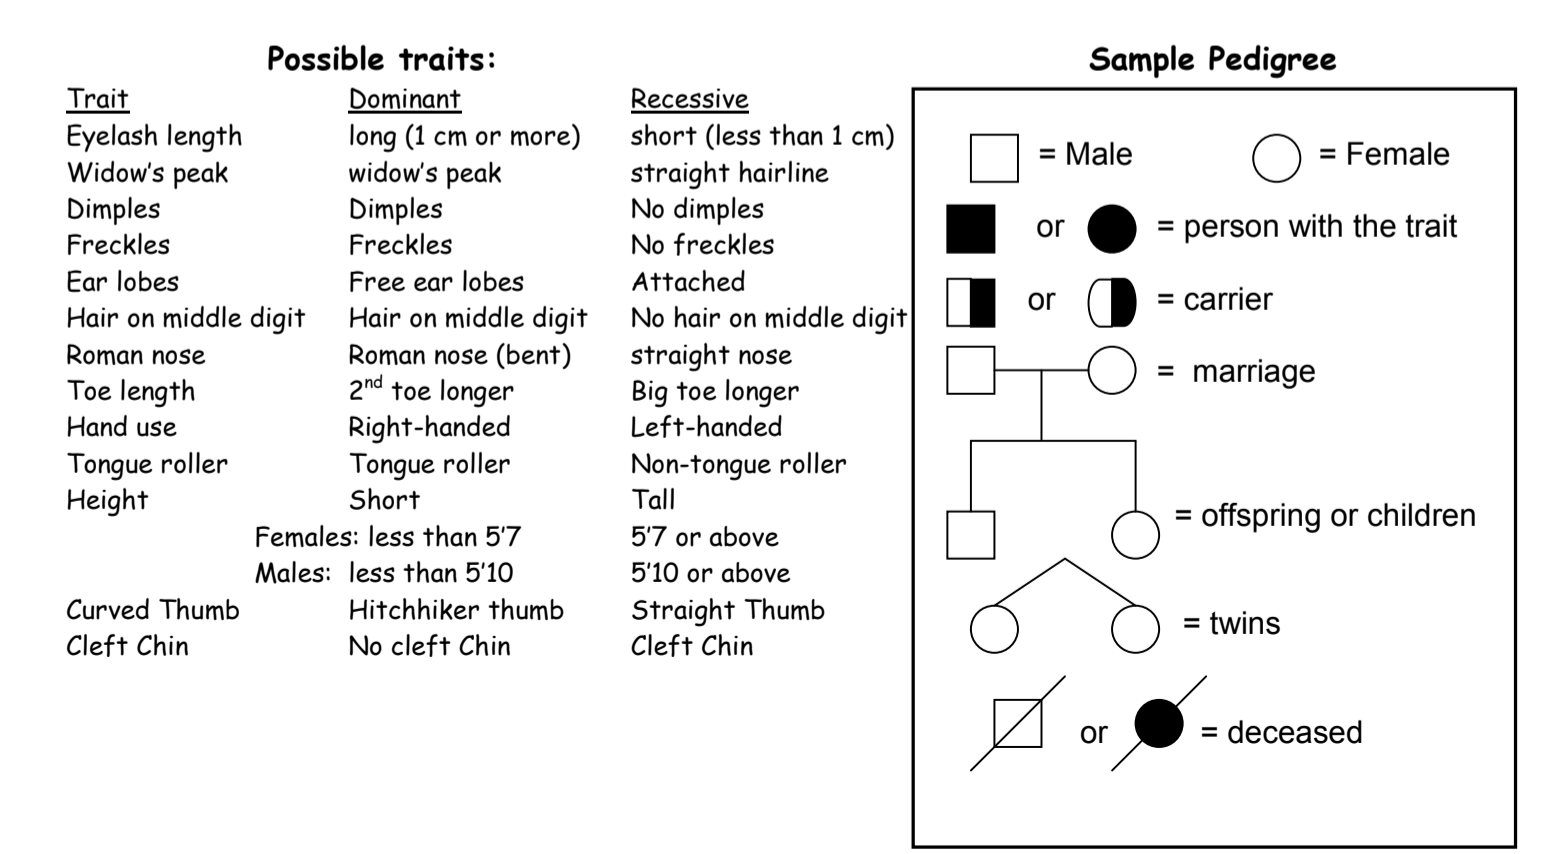 Possible traits:
Trait Dominant Recessive
Eyelash length long (1 cm or more) short (less than 1 cm)
Widow's peak widow's peak straight hairline
Dimples Dimples No dimples
Freckles Freckles No freckles
Ear lobes Free ear lobes Attached
Hair on middle digit Hair on middle digit No hair on middle digit
Roman nose Roman nose (bent) straight nose
Toe length 2nd toe longer Big toe longer
Hand use Right-handed Left-handed
Tongue roller Tongue roller Non-tongue roller
Height Short Tall
Females: less than 5'7 5'7 or above
Males: less than 5'10 5'10 or above
Curved Thumb Hitchhiker thumb Straight Thumb
Cleft Chin No cleft Chin Cleft Chin
Sample Pedigree
= Male = Female
or = person with the trait
or = carrier
= marriage
= offspring or children
= twins
or = deceased